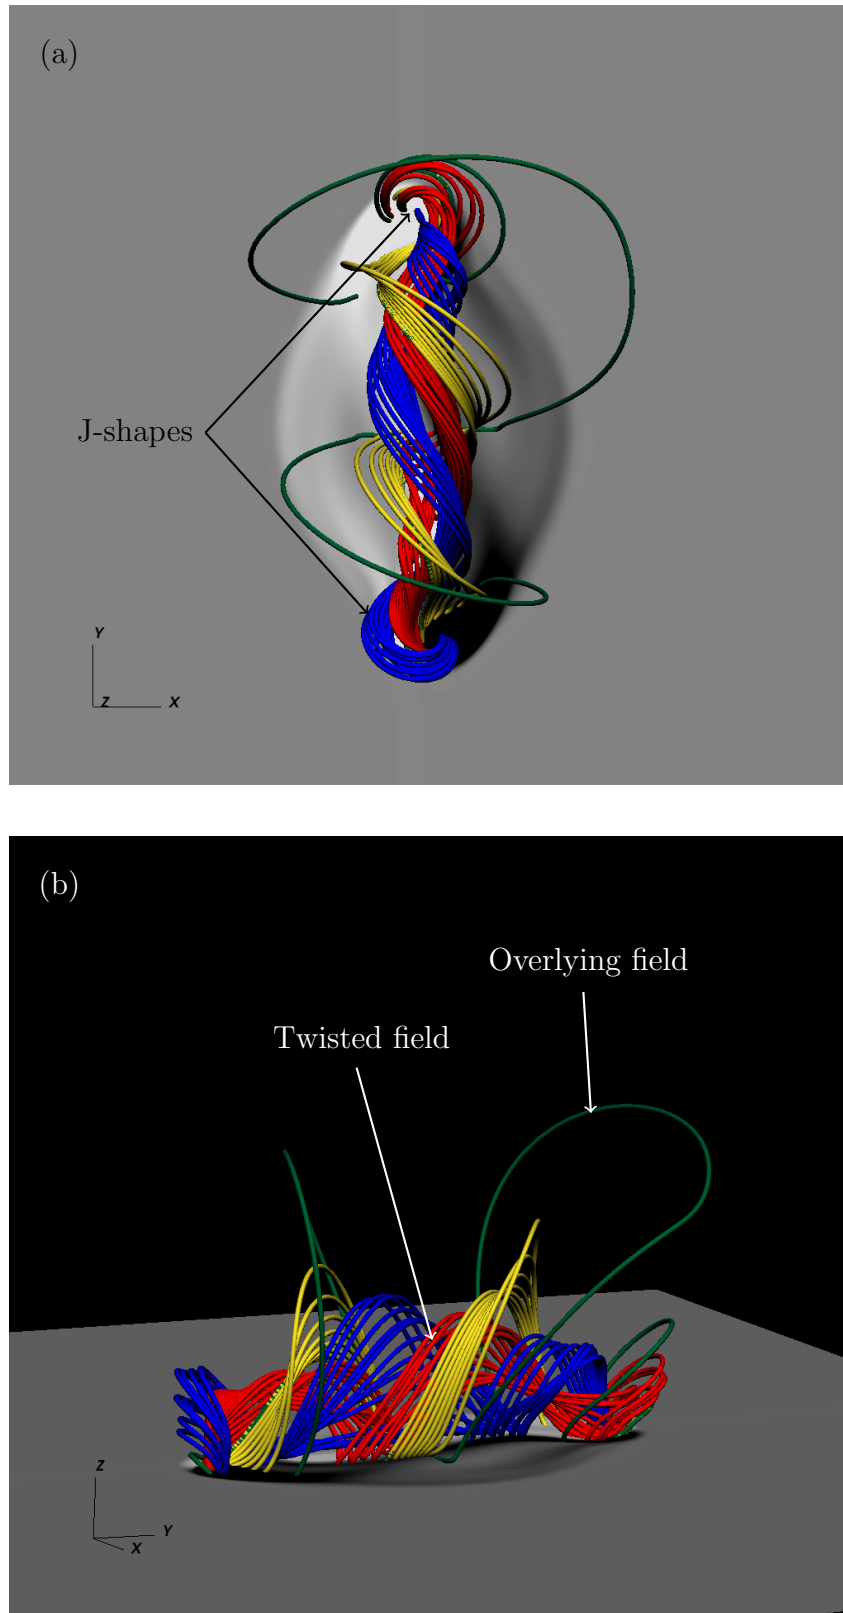 (a)
J-shapes
Y
Z
X
(b)
Overlying field
Twisted field
Z
Y
X